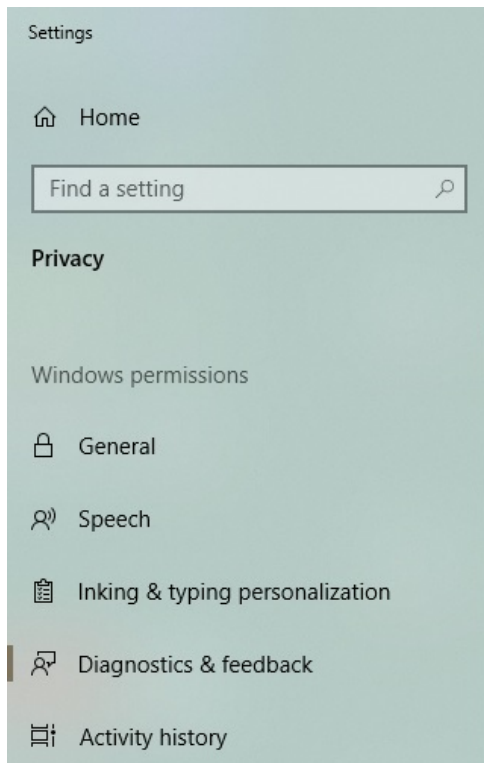 Settings
Home
Find a setting
Privacy
Windows permissions
General
Speech
Inking & typing personalization
Diagnostics & feedback
Activity history